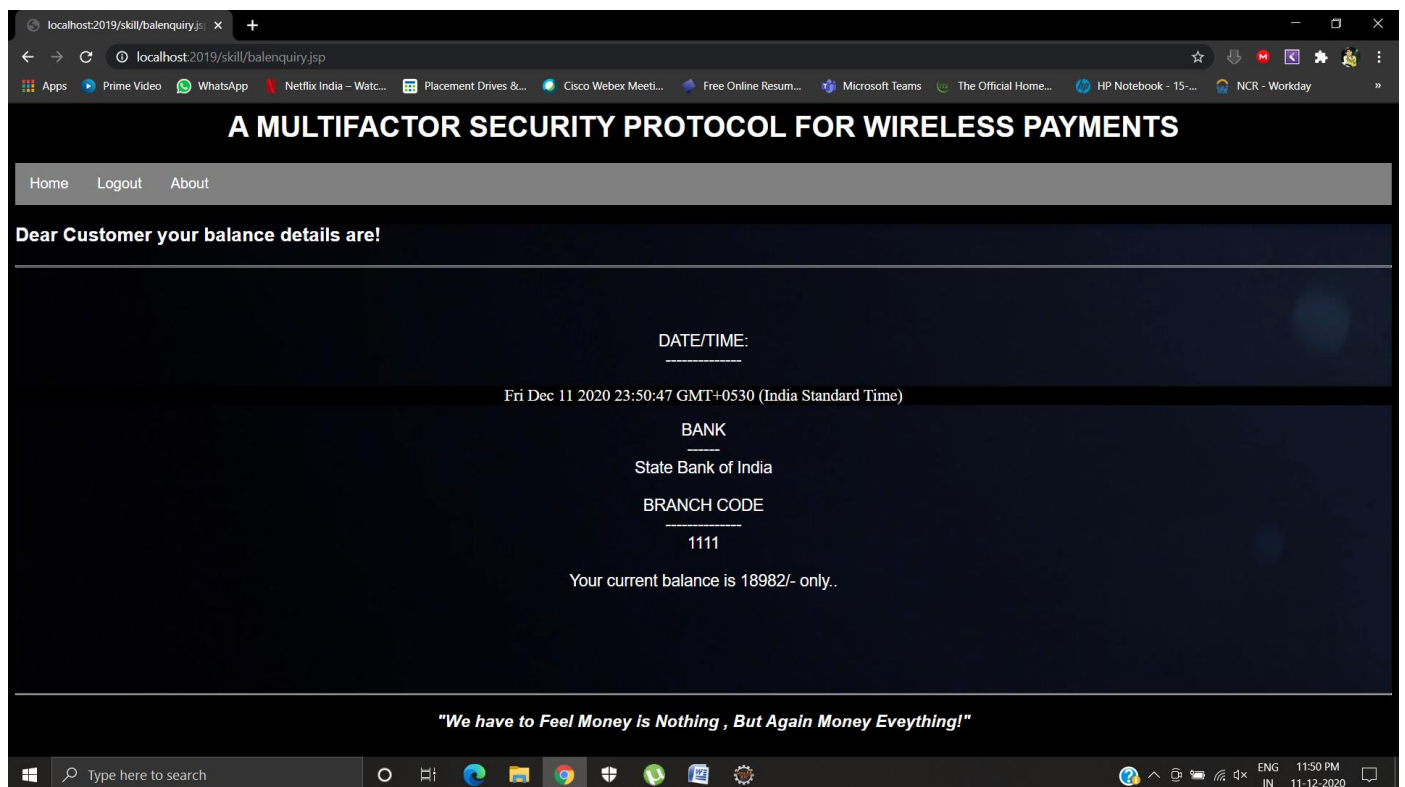 localhost:2019/skill/balenquiry.js
localhost:2019/skill/balenquiry.jsp
Apps Prime Video WhatsApp Netflix India – Watc... Placement Drives &... Cisco Webex Meeti... Free Online Resum... Microsoft Teams The Official Home... HP Notebook - 15-... NCR - Workday »
A MULTIFACTOR SECURITY PROTOCOL FOR WIRELESS PAYMENTS
Home Logout About
Dear Customer your balance details are!
DATE/TIME:
--------------
Fri Dec 11 2020 23:50:47 GMT+0530 (India Standard Time)
BANK
------
State Bank of India
BRANCH CODE
--------------
1111
Your current balance is 18982/- only..
"We have to Feel Money is Nothing , But Again Money Eveything!"
Type here to search
ENG 11:50 PM
IN 11-12-2020